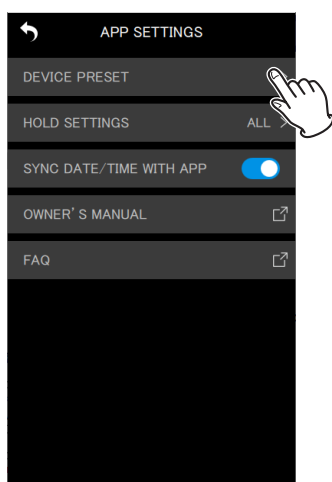 APP SETTINGS
DEVICE PRESET
HOLD SETTINGS ALL
SYNC DATE/TIME WITH APP
OWNER'S MANUAL
FAQ